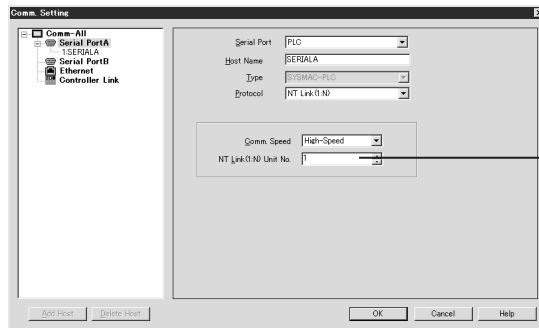 Comm. Setting
Comm-All
Serial PortA
1:SERIALA
Serial PortB
Ethernet
Controller Link
Serial Port PLC
Host Name SERIALA
Type SYSMAC-PLC
Protocol NT Link(1:N)
Comm. Speed High-Speed
NT Link(1:N) Unit No. 1
Add Host Delete Host OK Cancel Help